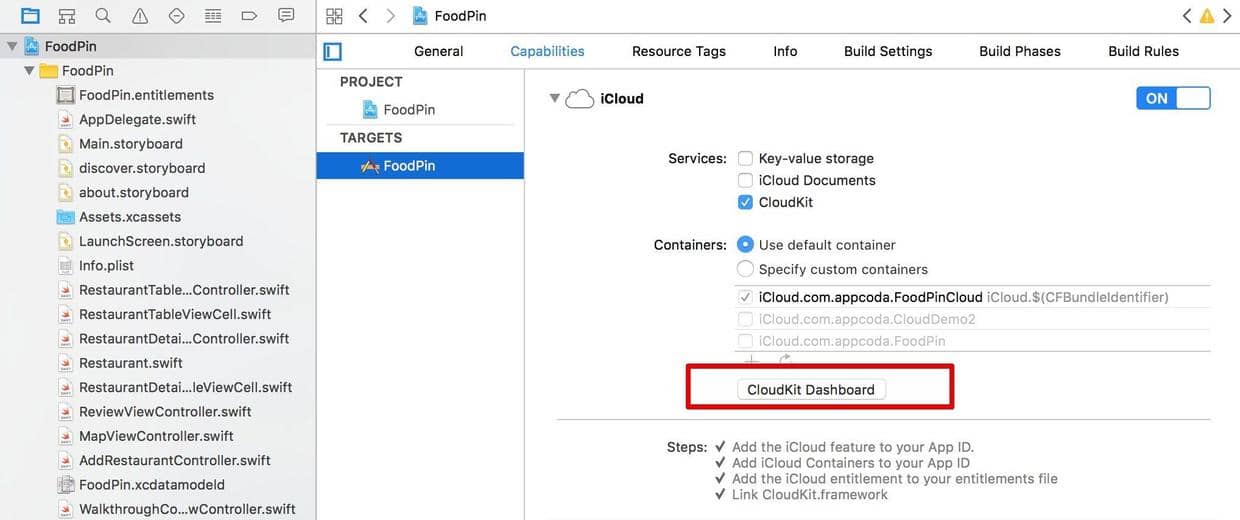 FoodPin
General
Capabilities
Resource Tags
Info
Build Settings
Build Phases
Build Rules
FoodPin
FoodPin
FoodPin.entitlements
AppDelegate.swift
Main.storyboard
discover.storyboard
about.storyboard
Assets.xcassets
LaunchScreen.storyboard
Info.plist
RestaurantTable...Controller.swift
RestaurantTableViewCell.swift
RestaurantDetai...Controller.swift
Restaurant.swift
RestaurantDetai...leViewCell.swift
ReviewViewController.swift
MapViewController.swift
AddRestaurantController.swift
FoodPin.xcdatamodeld
WalkthroughCo...wController.swift
PROJECT
FoodPin
TARGETS
FoodPin
iCloud
ON
Services:
Key-value storage
iCloud Documents
CloudKit
Containers:
Use default container
Specify custom containers
iCloud.com.appcoda.FoodPinCloud iCloud.$(CFBundleIdentifier)
iCloud.com.appcoda.CloudDemo2
iCloud.com.appcoda.FoodPin
CloudKit Dashboard
Steps: ✓ Add the iCloud feature to your App ID.
✓ Add iCloud Containers to your App ID
✓ Add the iCloud entitlement to your entitlements file
✓ Link CloudKit.framework